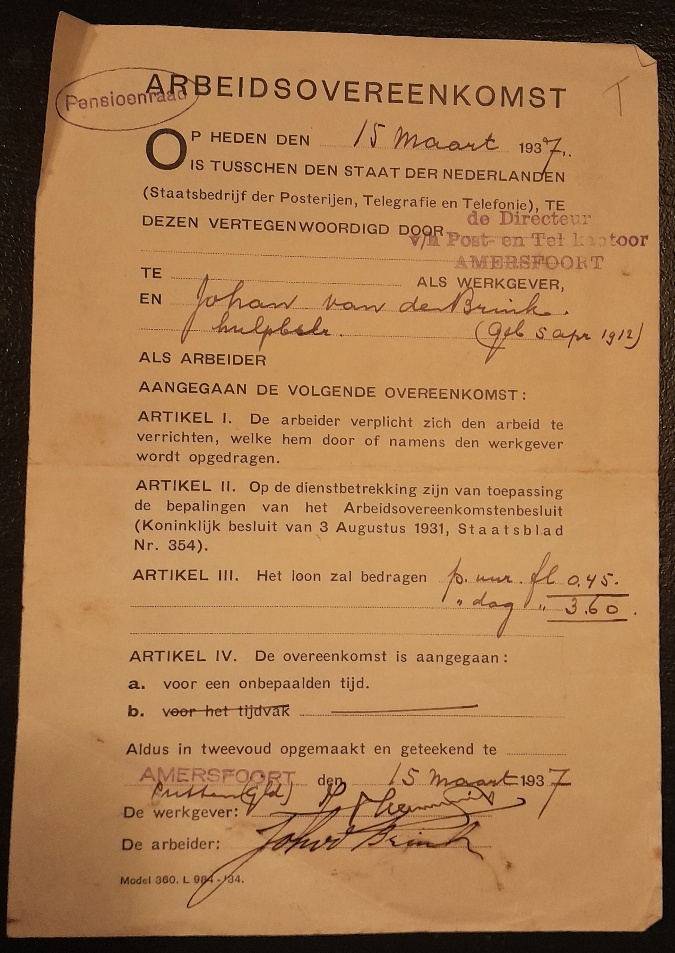 ARBEIDSOVEREENKOMST
Pensioenraad
T
OP HEDEN DEN 15 Maart 1937.
IS TUSSCHEN DEN STAAT DER NEDERLANDEN
(Staatsbedrijf der Posterijen, Telegrafie en Telefonie), TE
DEZEN VERTEGENWOORDIGD DOOR de Directeur
v/h Post- en Tel kantoor
AMERSFOORT
TE ALS WERKGEVER,
EN Johan van de Brink.
hulpbstr. (geb 5 apr 1912)
ALS ARBEIDER
AANGEGAAN DE VOLGENDE OVEREENKOMST:
ARTIKEL I. De arbeider verplicht zich den arbeid te
verrichten, welke hem door of namens den werkgever
wordt opgedragen.
ARTIKEL II. Op de dienstbetrekking zijn van toepassing
de bepalingen van het Arbeidsovereenkomstenbesluit
(Koninklijk besluit van 3 Augustus 1931, Staatsblad
Nr. 354).
ARTIKEL III. Het loon zal bedragen p. uur. fl 0.45.
" dag " 3.60.
ARTIKEL IV. De overeenkomst is aangegaan:
a. voor een onbepaalden tijd.
b. voor het tijdvak
Aldus in tweevoud opgemaakt en geteekend te
AMERSFOORT den 15 maart 1937
Putten (Gld)
De werkgever:
De arbeider: Joh vd Brink
Model 360. L 984-'34.